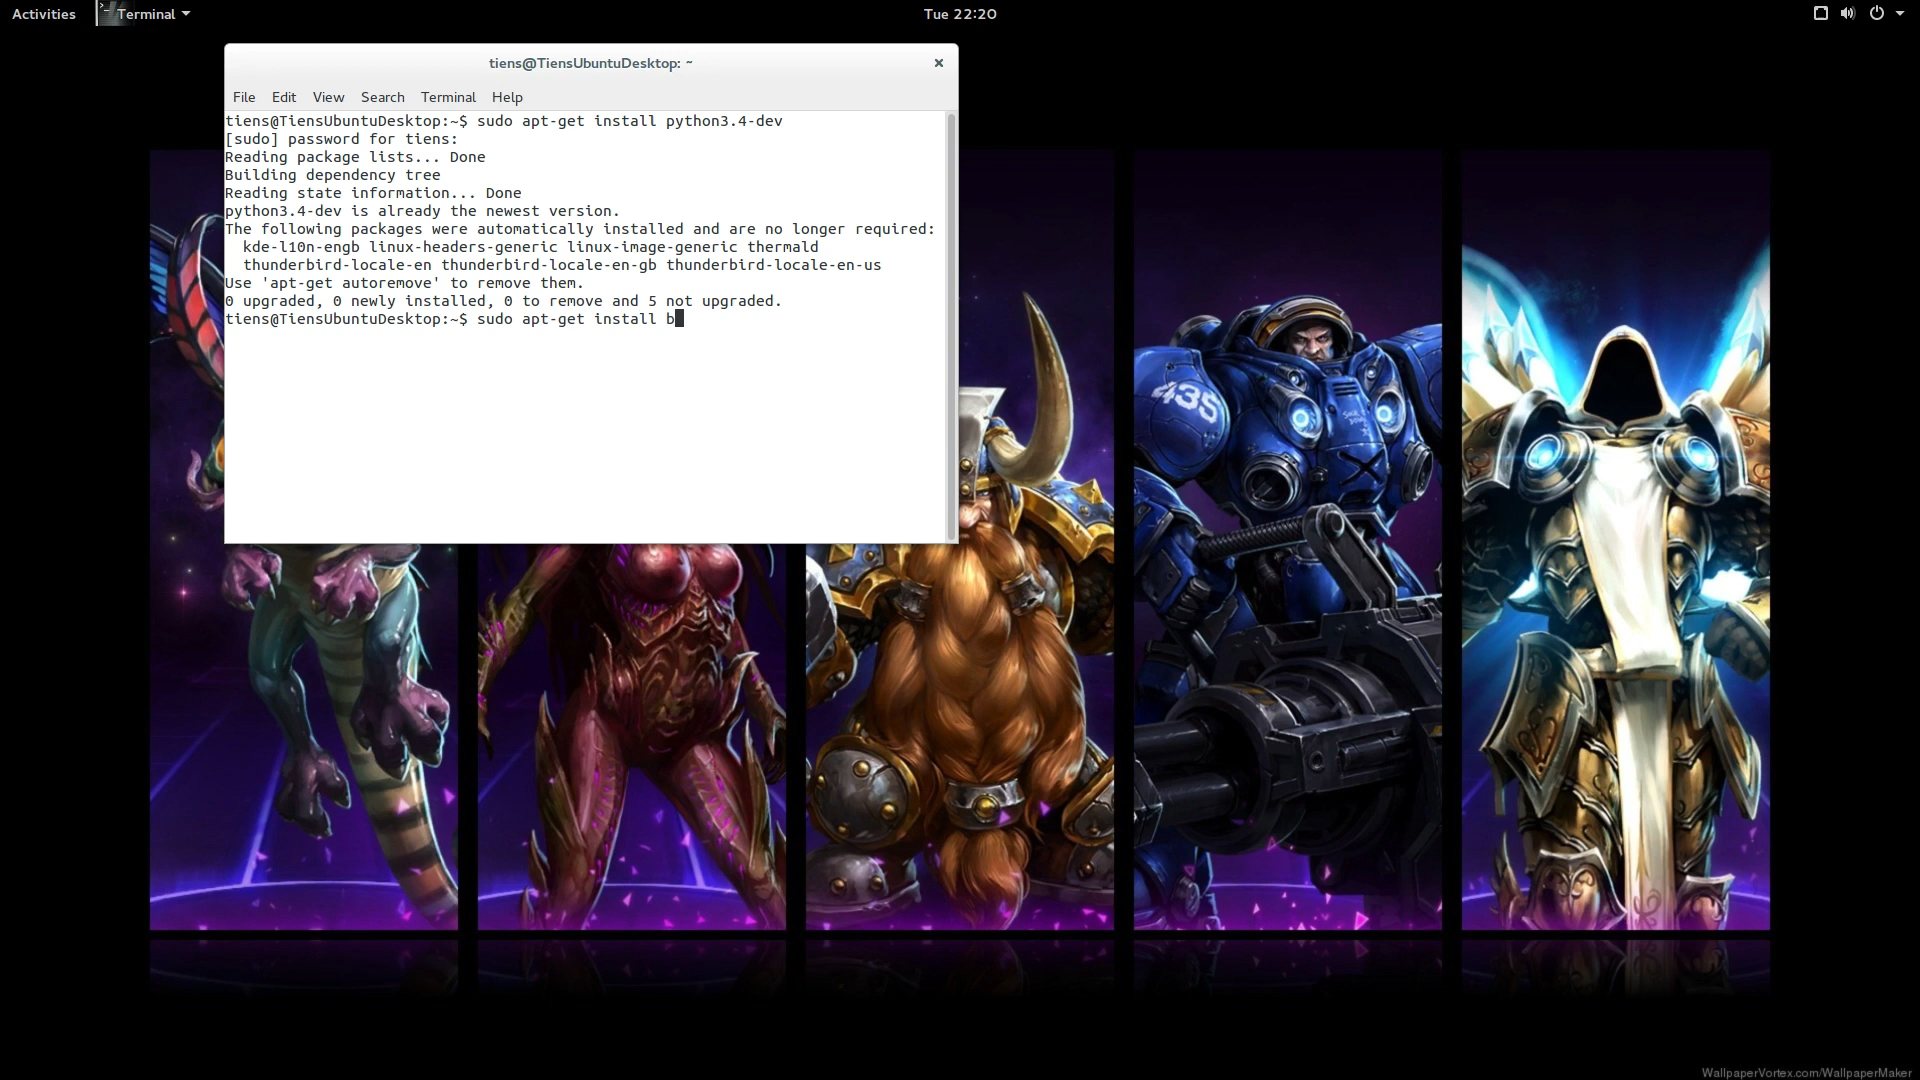 Activities Terminal Tue 22:20
tiens@TiensUbuntuDesktop: ~
File Edit View Search Terminal Help
tiens@TiensUbuntuDesktop:~$ sudo apt-get install python3.4-dev
[sudo] password for tiens:
Reading package lists... Done
Building dependency tree
Reading state information... Done
python3.4-dev is already the newest version.
The following packages were automatically installed and are no longer required:
  kde-l10n-engb linux-headers-generic linux-image-generic thermald
  thunderbird-locale-en thunderbird-locale-en-gb thunderbird-locale-en-us
Use 'apt-get autoremove' to remove them.
0 upgraded, 0 newly installed, 0 to remove and 5 not upgraded.
tiens@TiensUbuntuDesktop:~$ sudo apt-get install b
435
WallpaperVortex.com/WallpaperMaker